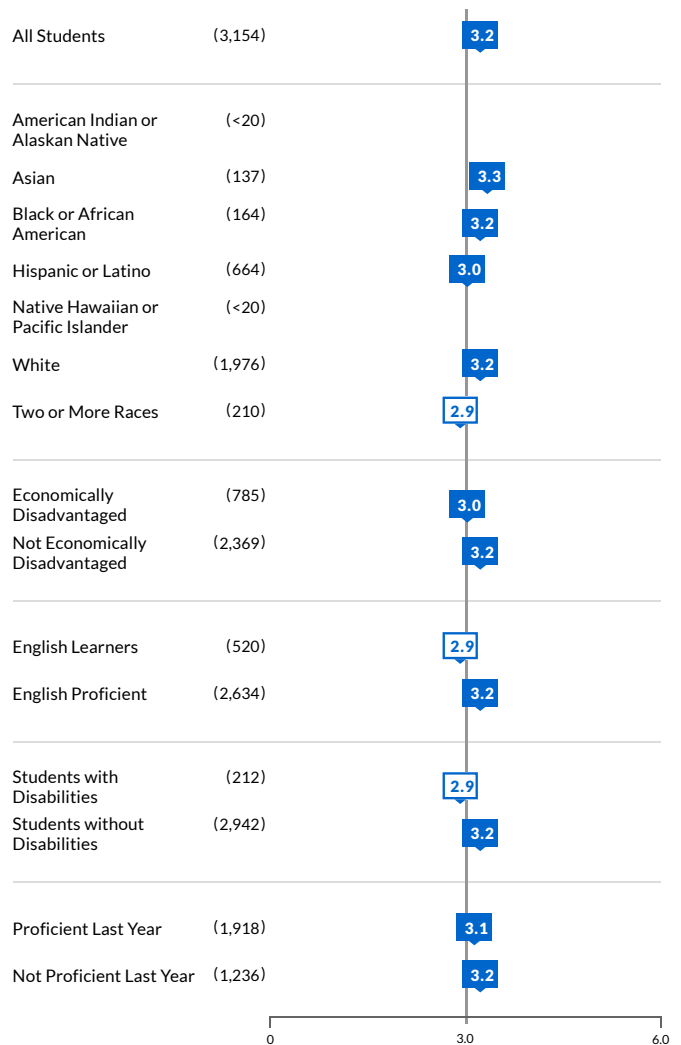 All Students (3,154) 3.2
American Indian or (<20)
Alaskan Native
Asian (137) 3.3
Black or African (164) 3.2
American
Hispanic or Latino (664) 3.0
Native Hawaiian or (<20)
Pacific Islander
White (1,976) 3.2
Two or More Races (210) 2.9
Economically (785) 3.0
Disadvantaged
Not Economically (2,369) 3.2
Disadvantaged
English Learners (520) 2.9
English Proficient (2,634) 3.2
Students with (212) 2.9
Disabilities
Students without (2,942) 3.2
Disabilities
Proficient Last Year (1,918) 3.1
Not Proficient Last Year (1,236) 3.2
0 3.0 6.0